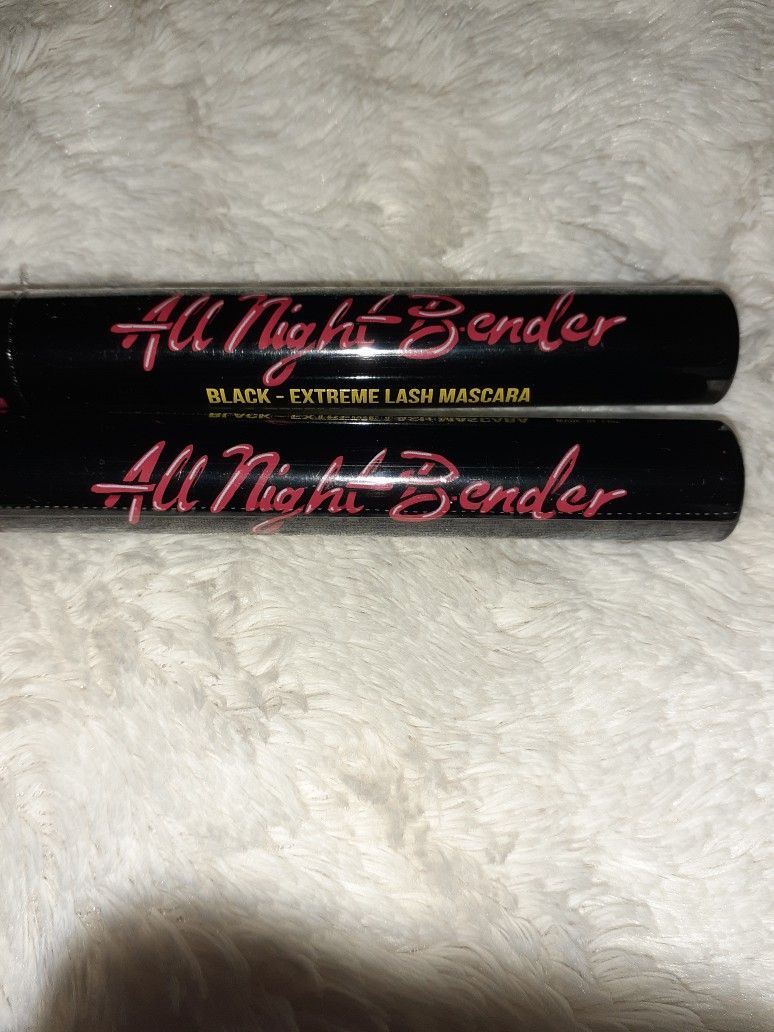 All Night Bender
BLACK - EXTREME LASH MASCARA
All Night Bender